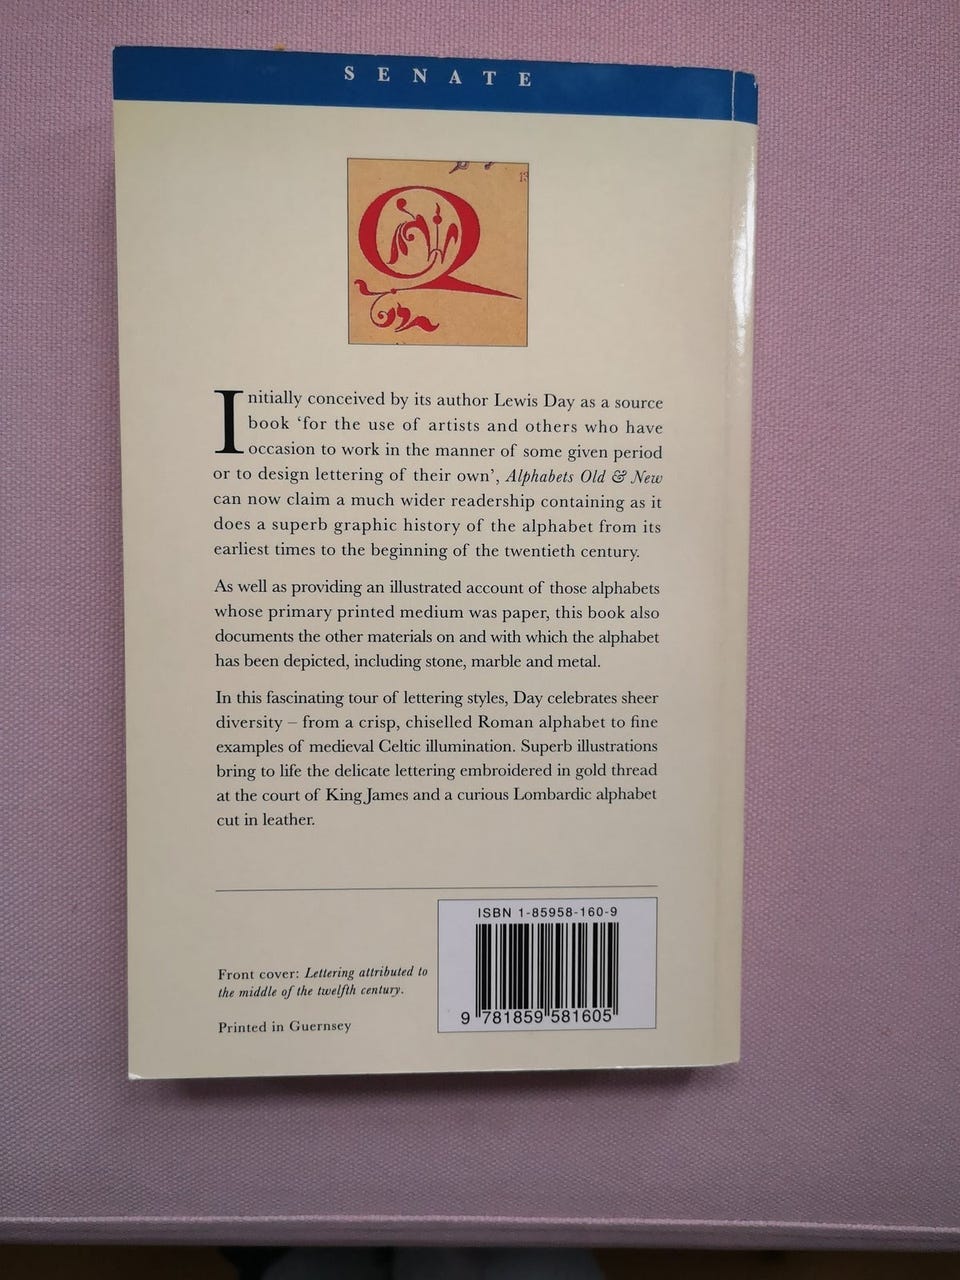 SENATE
13
Q
Initially conceived by its author Lewis Day as a source
book ‘for the use of artists and others who have
occasion to work in the manner of some given period
or to design lettering of their own’, Alphabets Old & New
can now claim a much wider readership containing as it
does a superb graphic history of the alphabet from its
earliest times to the beginning of the twentieth century.
As well as providing an illustrated account of those alphabets
whose primary printed medium was paper, this book also
documents the other materials on and with which the alphabet
has been depicted, including stone, marble and metal.
In this fascinating tour of lettering styles, Day celebrates sheer
diversity – from a crisp, chiselled Roman alphabet to fine
examples of medieval Celtic illumination. Superb illustrations
bring to life the delicate lettering embroidered in gold thread
at the court of King James and a curious Lombardic alphabet
cut in leather.
ISBN 1-85958-160-9
9 781859 581605
Front cover: Lettering attributed to
the middle of the twelfth century.
Printed in Guernsey